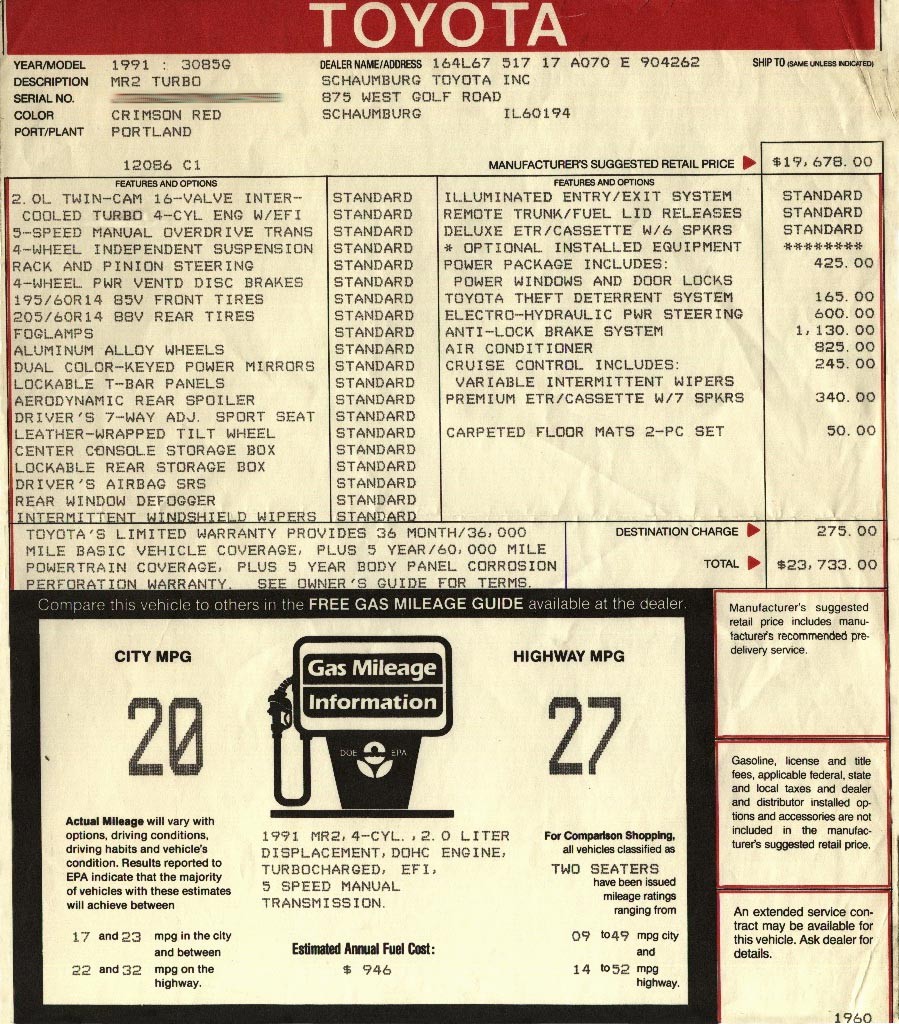 TOYOTA
YEAR/MODEL 1991 : 3085G
DESCRIPTION MR2 TURBO
SERIAL NO.
COLOR CRIMSON RED
PORT/PLANT PORTLAND
DEALER NAME/ADDRESS 164L67 517 17 A070 E 904262
SCHAUMBURG TOYOTA INC
875 WEST GOLF ROAD
SCHAUMBURG IL60194
SHIP TO (SAME UNLESS INDICATED)
12086 C1
MANUFACTURER'S SUGGESTED RETAIL PRICE $19,678.00
FEATURES AND OPTIONS
2.0L TWIN-CAM 16-VALVE INTER- STANDARD
COOLED TURBO 4-CYL ENG W/EFI STANDARD
5-SPEED MANUAL OVERDRIVE TRANS STANDARD
4-WHEEL INDEPENDENT SUSPENSION STANDARD
RACK AND PINION STEERING STANDARD
4-WHEEL PWR VENTD DISC BRAKES STANDARD
195/60R14 85V FRONT TIRES STANDARD
205/60R14 88V REAR TIRES STANDARD
FOGLAMPS STANDARD
ALUMINUM ALLOY WHEELS STANDARD
DUAL COLOR-KEYED POWER MIRRORS STANDARD
LOCKABLE T-BAR PANELS STANDARD
AERODYNAMIC REAR SPOILER STANDARD
DRIVER'S 7-WAY ADJ. SPORT SEAT STANDARD
LEATHER-WRAPPED TILT WHEEL STANDARD
CENTER CONSOLE STORAGE BOX STANDARD
LOCKABLE REAR STORAGE BOX STANDARD
DRIVER'S AIRBAG SRS STANDARD
REAR WINDOW DEFOGGER STANDARD
INTERMITTENT WINDSHIELD WIPERS STANDARD
FEATURES AND OPTIONS
ILLUMINATED ENTRY/EXIT SYSTEM STANDARD
REMOTE TRUNK/FUEL LID RELEASES STANDARD
DELUXE ETR/CASSETTE W/6 SPKRS STANDARD
* OPTIONAL INSTALLED EQUIPMENT ********
POWER PACKAGE INCLUDES: 425.00
POWER WINDOWS AND DOOR LOCKS
TOYOTA THEFT DETERRENT SYSTEM 165.00
ELECTRO-HYDRAULIC PWR STEERING 600.00
ANTI-LOCK BRAKE SYSTEM 1,130.00
AIR CONDITIONER 825.00
CRUISE CONTROL INCLUDES: 245.00
VARIABLE INTERMITTENT WIPERS
PREMIUM ETR/CASSETTE W/7 SPKRS 340.00
CARPETED FLOOR MATS 2-PC SET 50.00
TOYOTA'S LIMITED WARRANTY PROVIDES 36 MONTH/36,000
MILE BASIC VEHICLE COVERAGE, PLUS 5 YEAR/60,000 MILE
POWERTRAIN COVERAGE, PLUS 5 YEAR BODY PANEL CORROSION
PERFORATION WARRANTY. SEE OWNER'S GUIDE FOR TERMS.
DESTINATION CHARGE 275.00
TOTAL $23,733.00
Compare this vehicle to others in the FREE GAS MILEAGE GUIDE available at the dealer.
CITY MPG
20
Gas Mileage
Information
DOE EPA
HIGHWAY MPG
27
Actual Mileage will vary with
options, driving conditions,
driving habits and vehicle's
condition. Results reported to
EPA indicate that the majority
of vehicles with these estimates
will achieve between
17 and 23 mpg in the city
and between
22 and 32 mpg on the
highway.
1991 MR2, 4-CYL., 2.0 LITER
DISPLACEMENT, DOHC ENGINE,
TURBOCHARGED, EFI,
5 SPEED MANUAL
TRANSMISSION.
Estimated Annual Fuel Cost:
$ 946
For Comparison Shopping,
all vehicles classified as
TWO SEATERS
have been issued
mileage ratings
ranging from
09 to 49 mpg city
and
14 to 52 mpg
highway.
Manufacturer's suggested
retail price includes manu-
facturer's recommended pre-
delivery service.
Gasoline, license and title
fees, applicable federal, state
and local taxes and dealer
and distributor installed op-
tions and accessories are not
included in the manufac-
turer's suggested retail price.
An extended service con-
tract may be available for
this vehicle. Ask dealer for
details.
1960